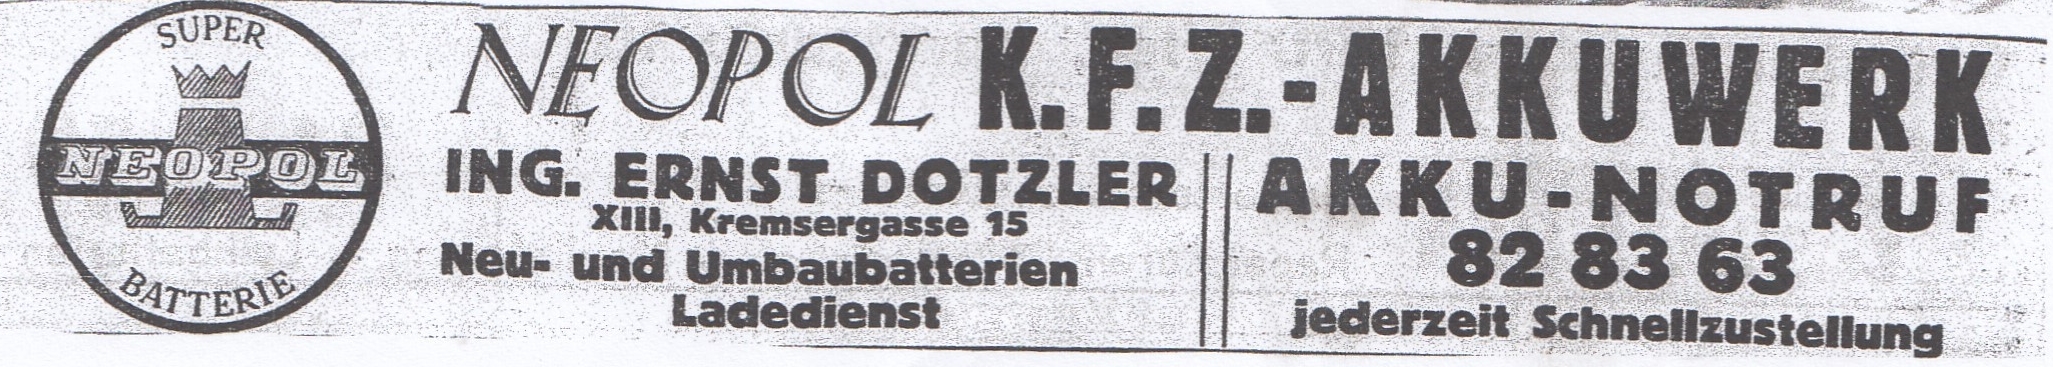 SUPER
NEOPOL
BATTERIE
NEOPOL K.F.Z.-AKKUWERK
ING. ERNST DOTZLER
XIII, Kremsergasse 15
Neu- und Umbaubatterien
Ladedienst
AKKU-NOTRUF
82 83 63
jederzeit Schnellzustellung